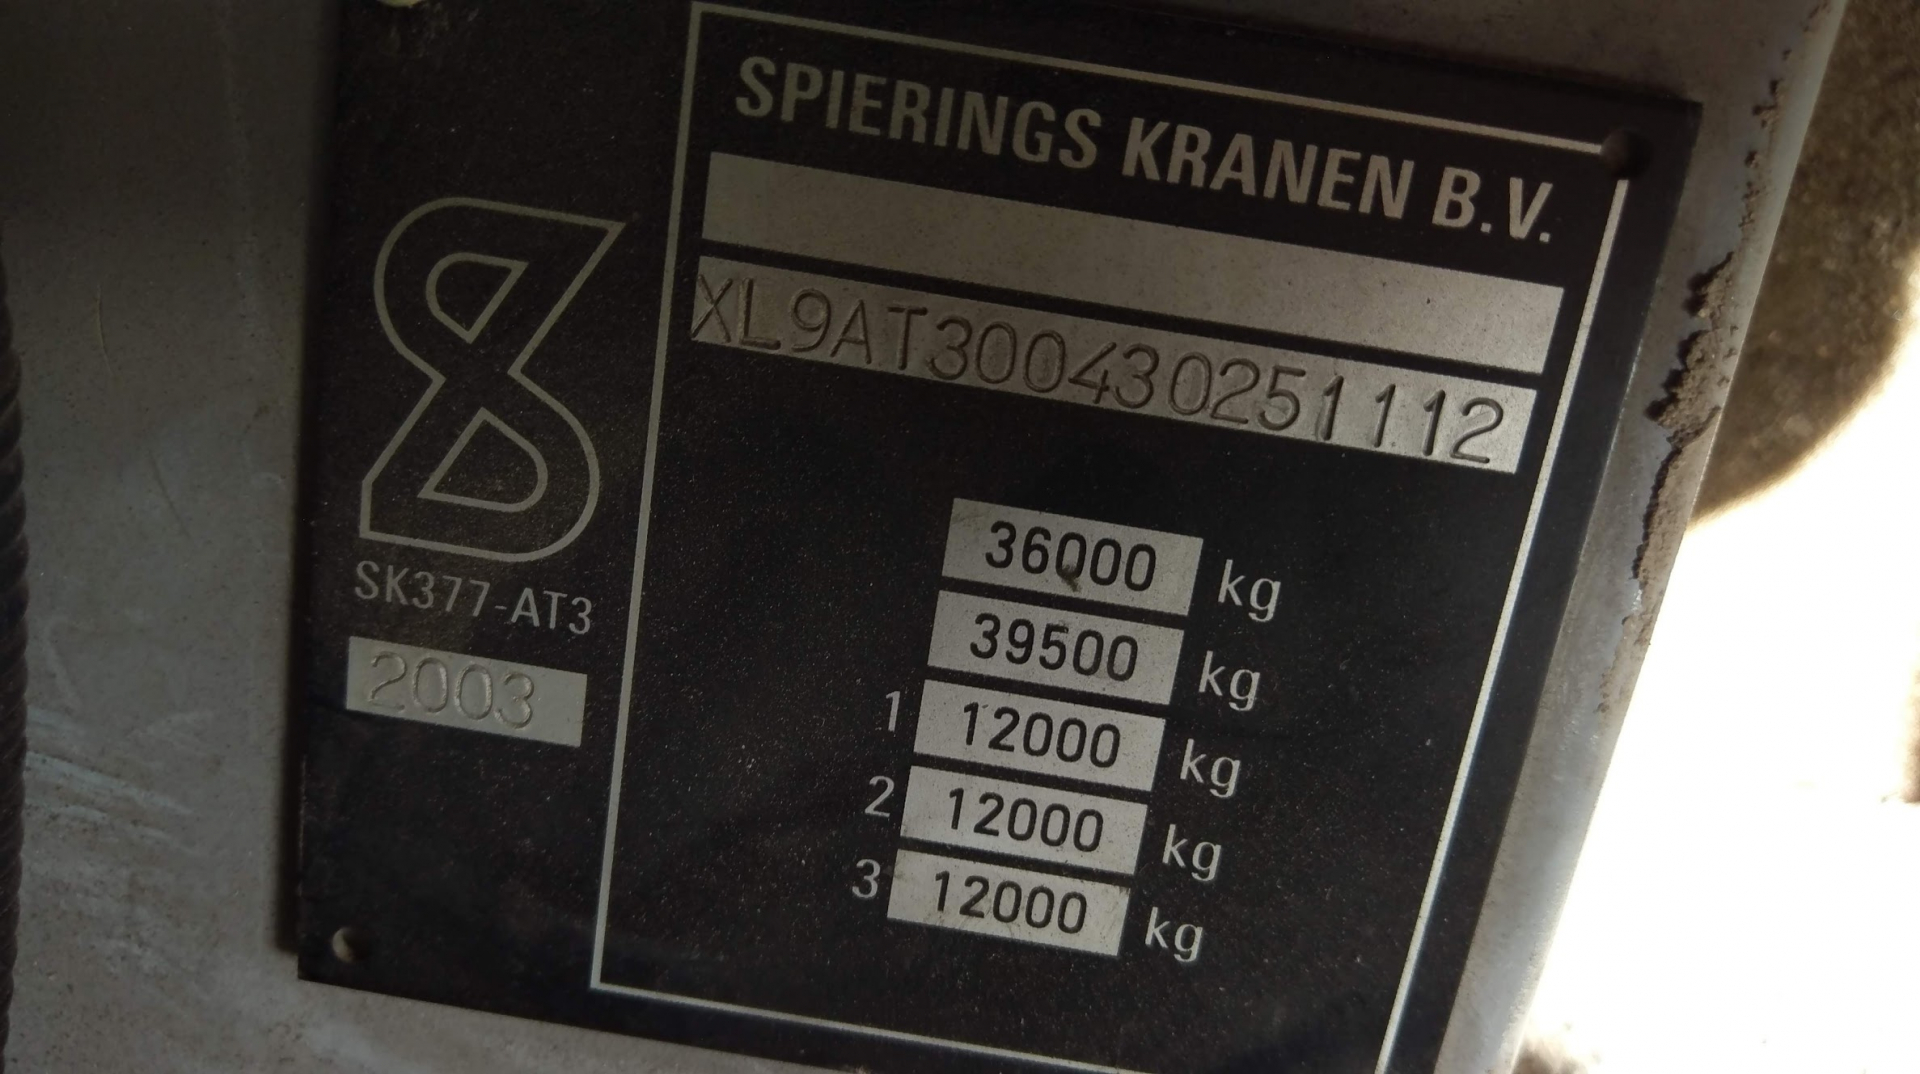 SPIERINGS KRANEN B.V.
XL9AT300430251112
SK377-AT3
2003
36000 kg
39500 kg
1 12000 kg
2 12000 kg
3 12000 kg